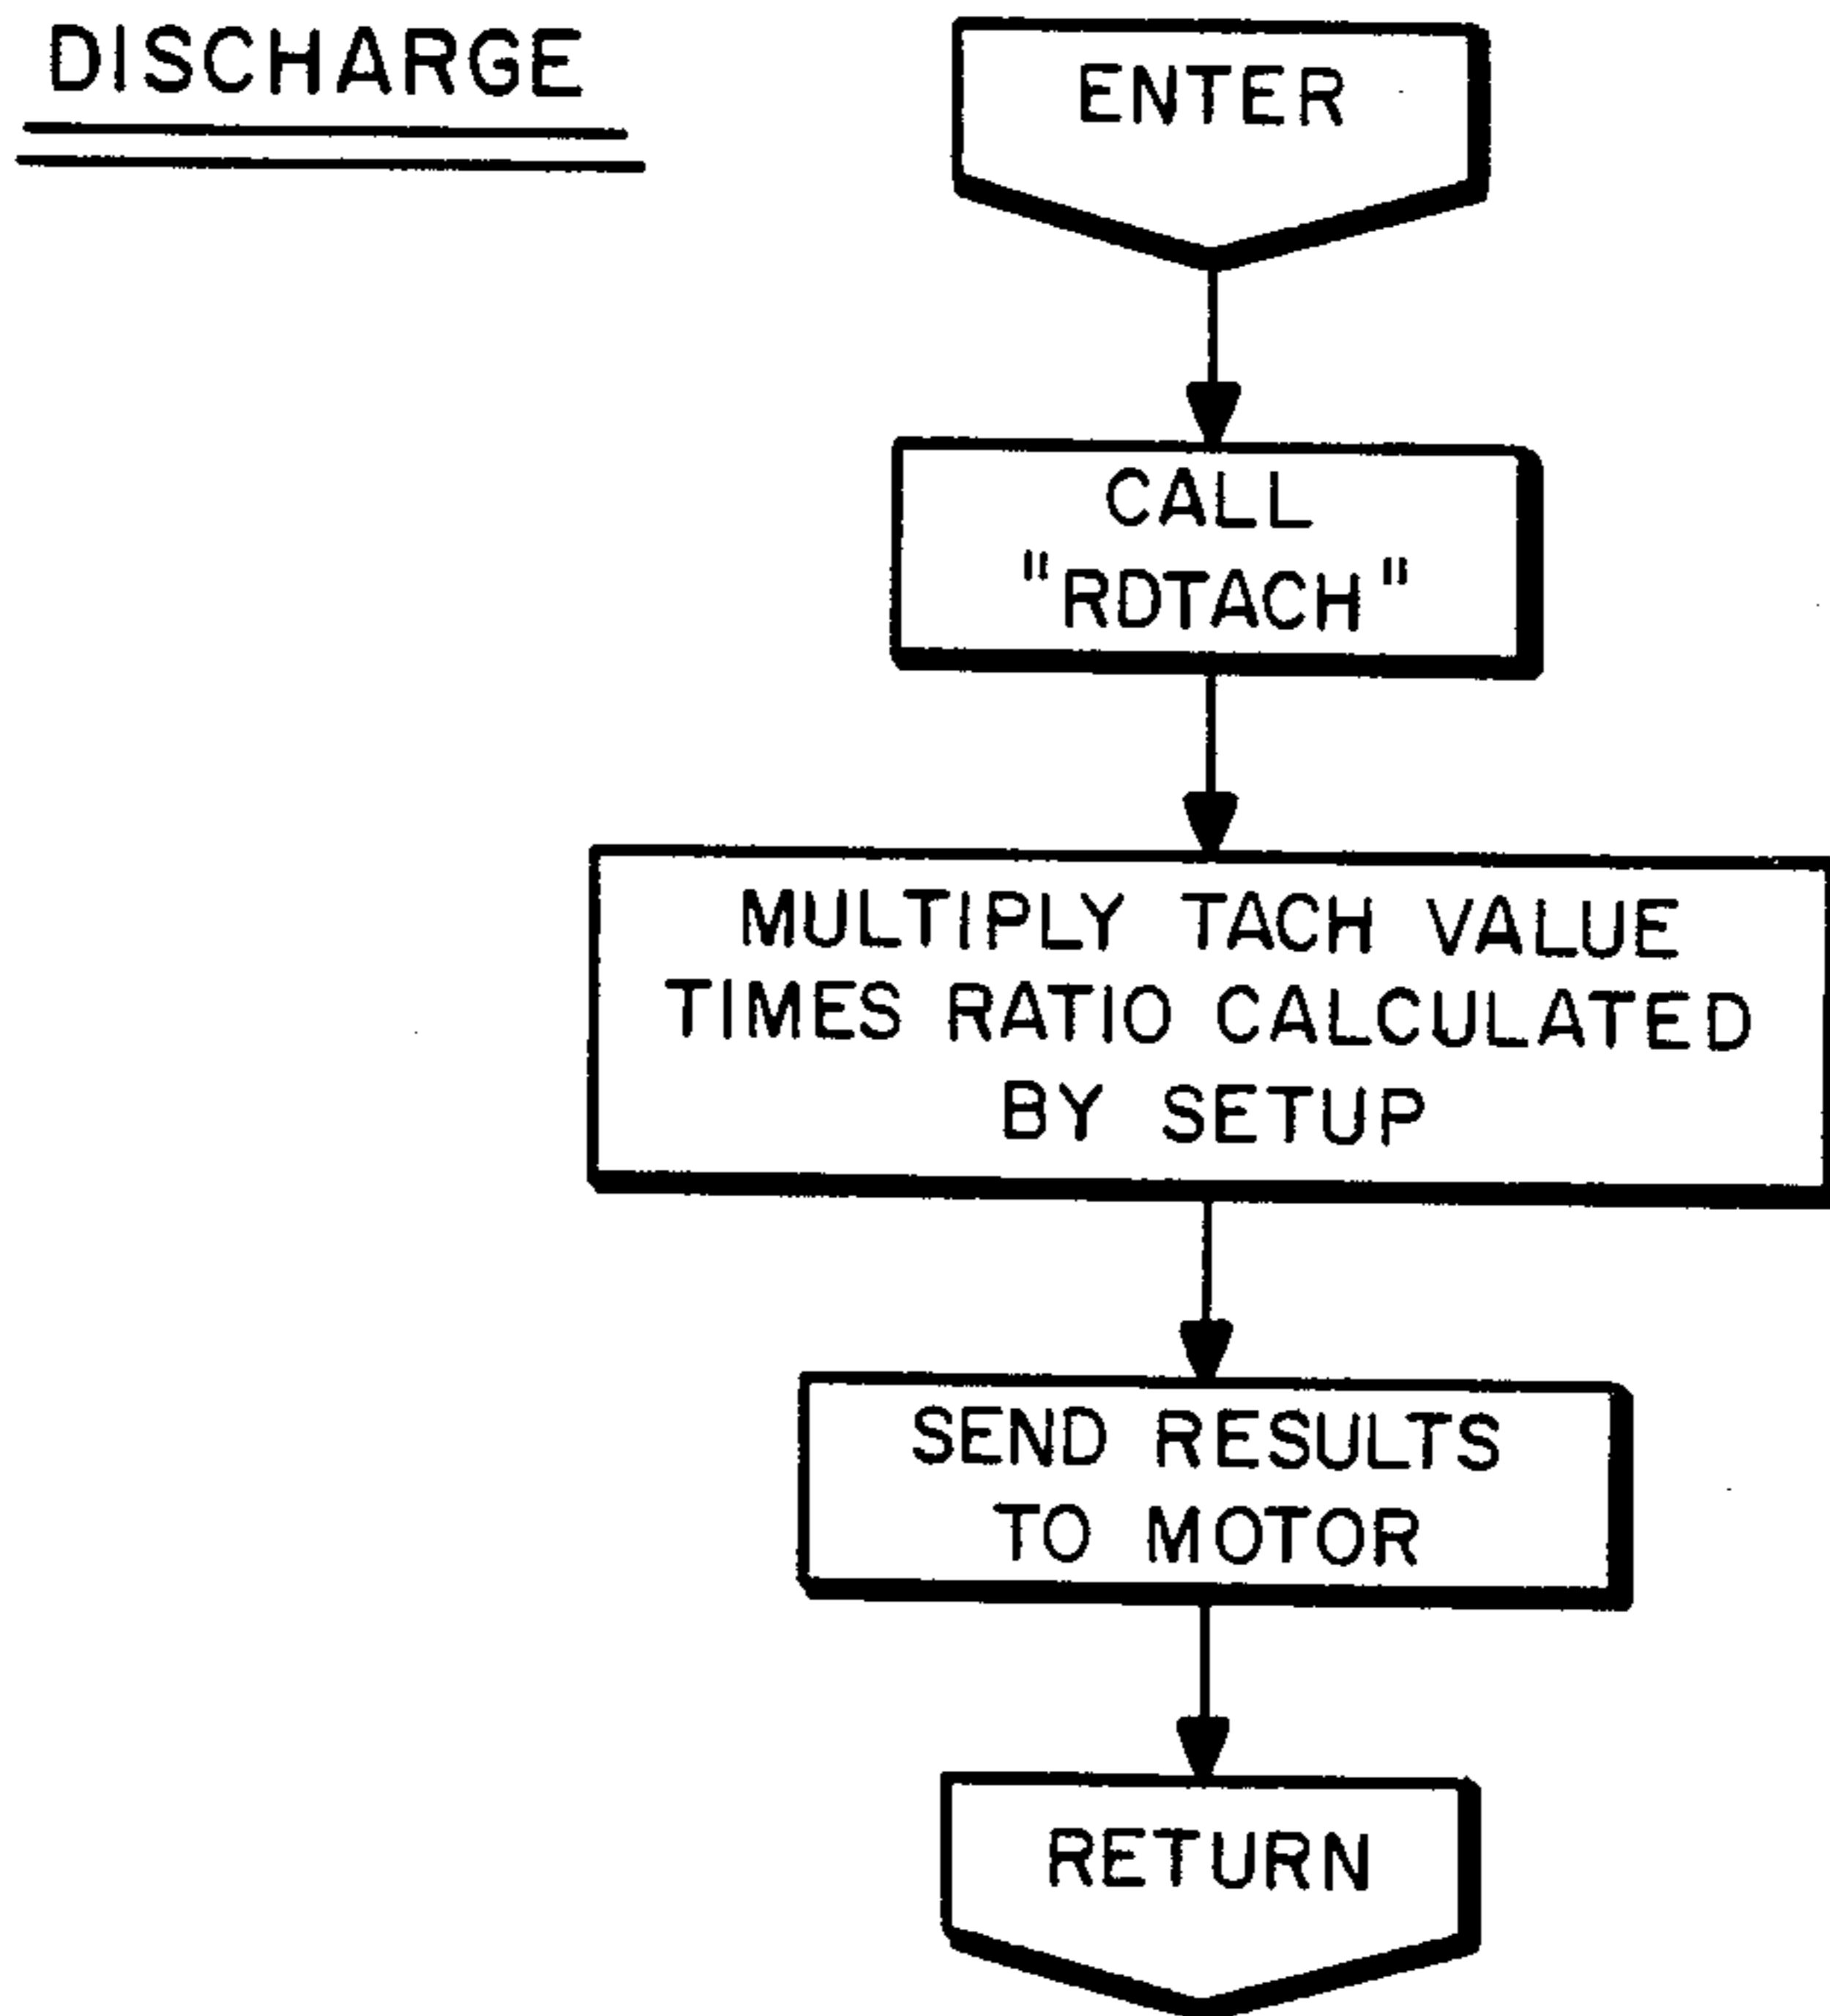 DISCHARGE
ENTER
CALL
"RDTACH"
MULTIPLY TACH VALUE
TIMES RATIO CALCULATED
BY SETUP
SEND RESULTS
TO MOTOR
RETURN